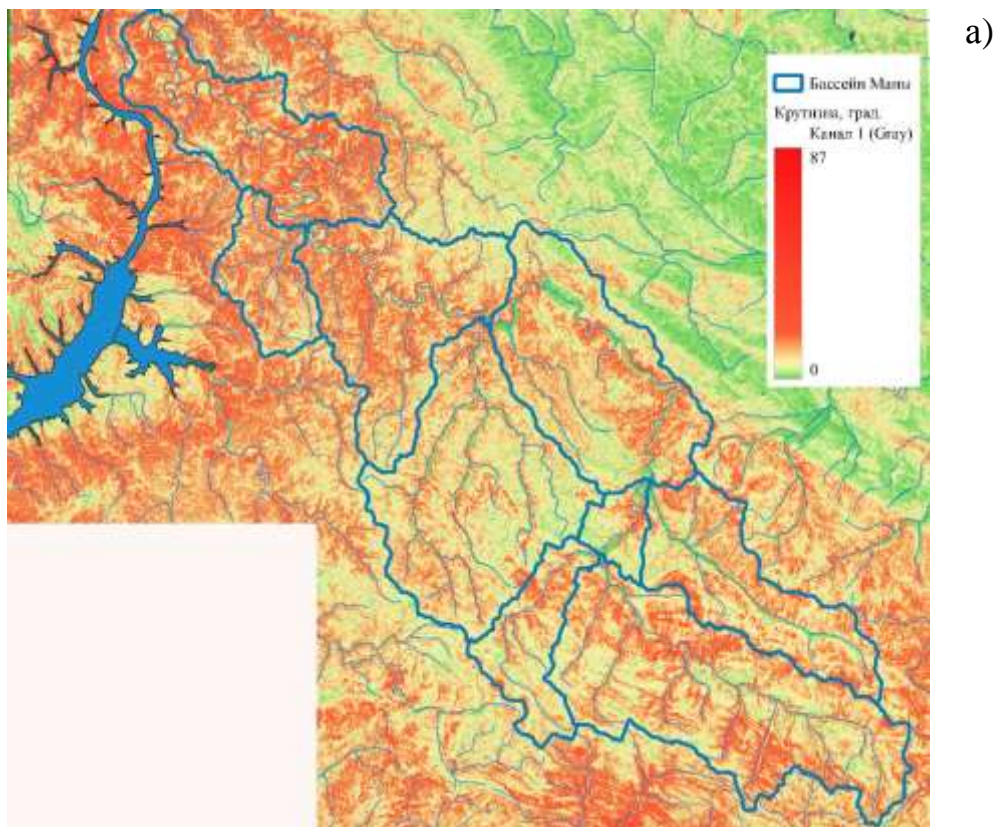 а)
Бассейн Маны
Крутизна, град.
Канал 1 (Gray)
87
0